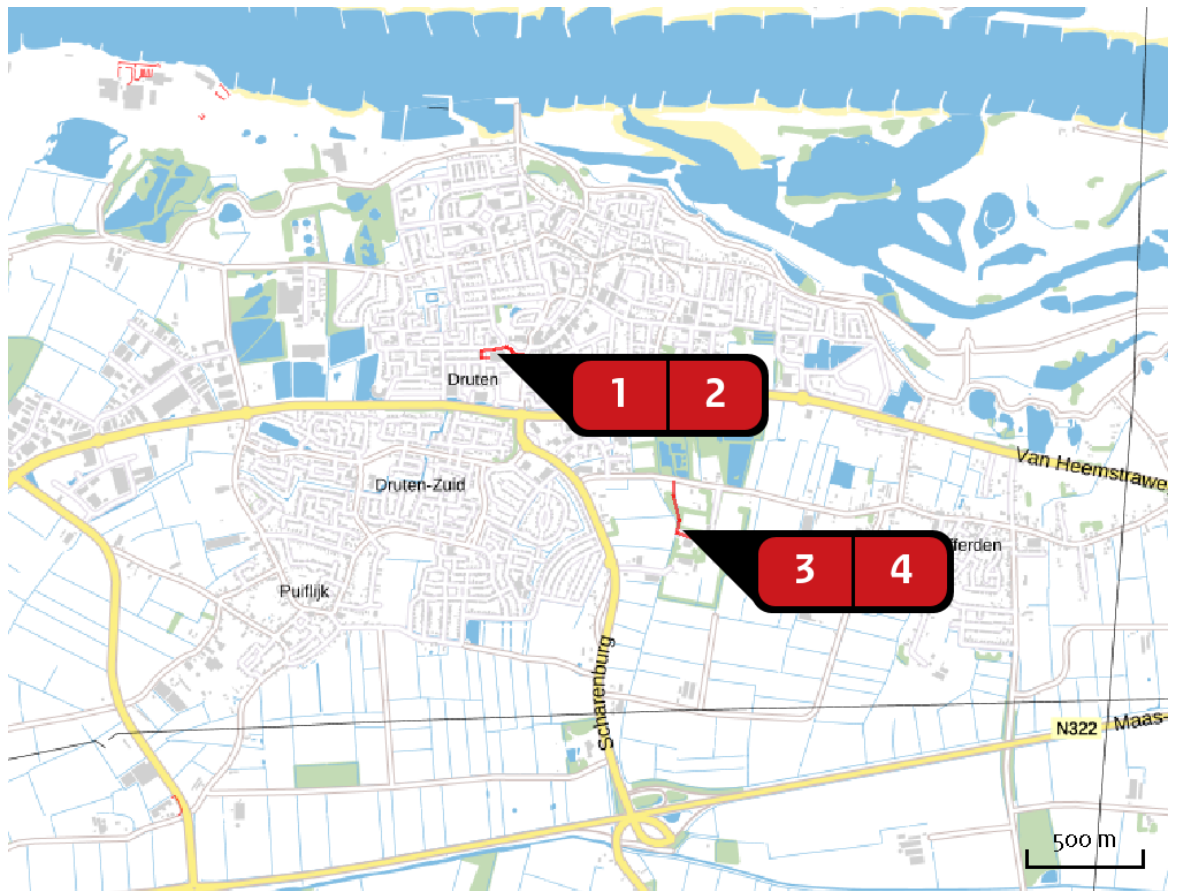 Druten
1 2
Van Heemstrawe
Druten-Zuid
fferden
3 4
Puiflijk
Scharenburg
N322 Maas-
500 m